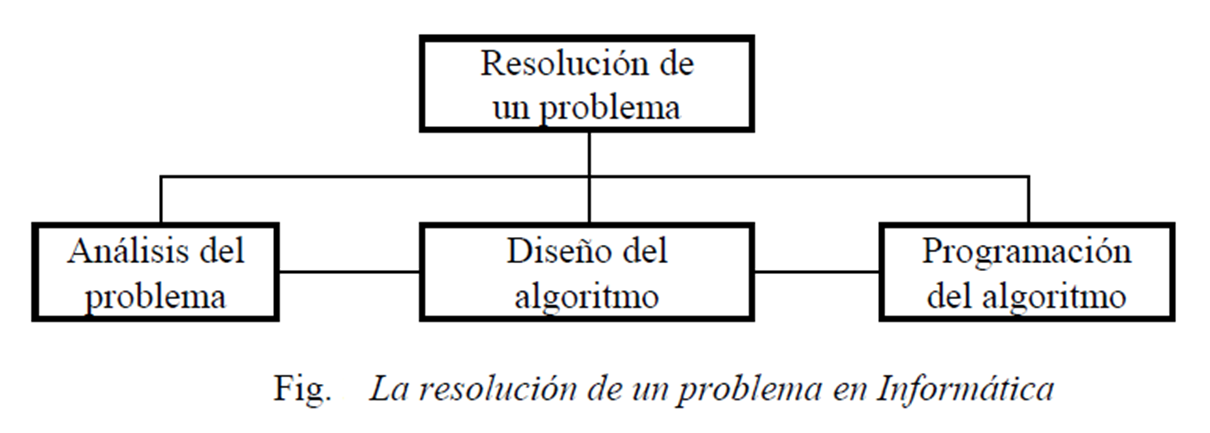 Resolución de
un problema
Análisis del
problema
Diseño del
algoritmo
Programación
del algoritmo
Fig. La resolución de un problema en Informática